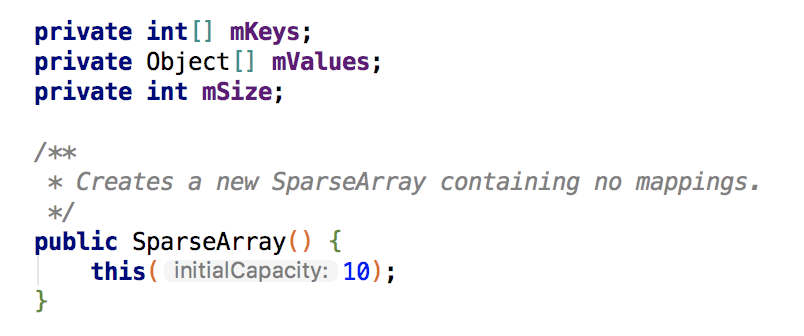 private int[] mKeys;
private Object[] mValues;
private int mSize;
/**
* Creates a new SparseArray containing no mappings.
*/
public SparseArray() {
this( initialCapacity: 10);
}